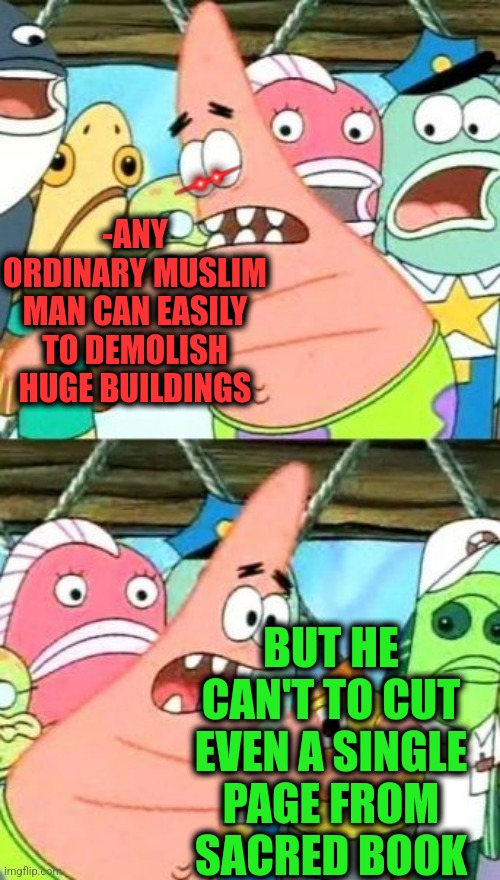 -ANY
ORDINARY MUSLIM
MAN CAN EASILY
TO DEMOLISH
HUGE BUILDINGS
BUT HE
CAN'T TO CUT
EVEN A SINGLE
PAGE FROM
SACRED BOOK
imgflip.com